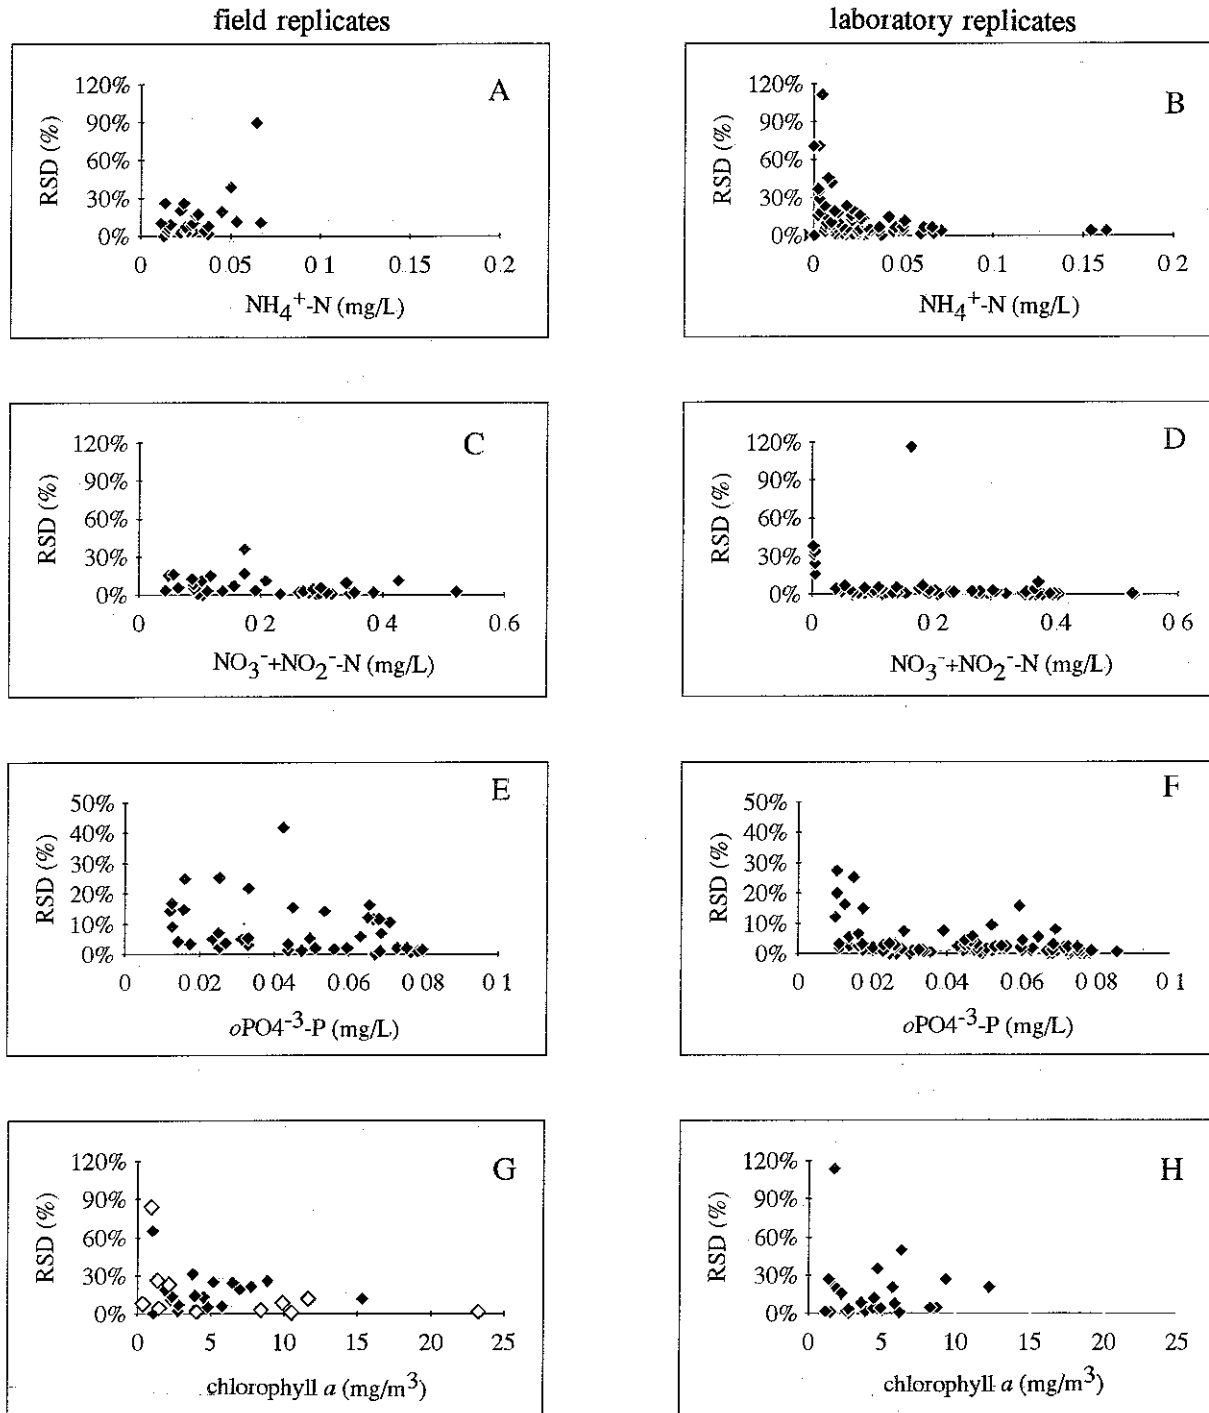 field replicates
laboratory replicates
A
120%
90%
60%
30%
0%
RSD (%)
0 0.05 0 1 0 15 0 2
NH4+-N (mg/L)
B
120%
90%
60%
30%
0%
RSD (%)
0 0 05 0 1 0 15 0 2
NH4+-N (mg/L)
C
120%
90%
60%
30%
0%
RSD (%)
0 0 2 0 4 0 6
NO3-+NO2--N (mg/L)
D
120%
90%
60%
30%
0%
RSD (%)
0 0 2 0 4 0 6
NO3-+NO2--N (mg/L)
E
50%
40%
30%
20%
10%
0%
RSD (%)
0 0 02 0 04 0 06 0 08 0 1
oPO4-3-P (mg/L)
F
50%
40%
30%
20%
10%
0%
RSD (%)
0 0 02 0 04 0 06 0 08 0 1
oPO4-3-P (mg/L)
G
120%
90%
60%
30%
0%
RSD (%)
0 5 10 15 20 25
chlorophyll a (mg/m3)
H
120%
90%
60%
30%
0%
RSD (%)
0 5 10 15 20 25
chlorophyll a (mg/m3)